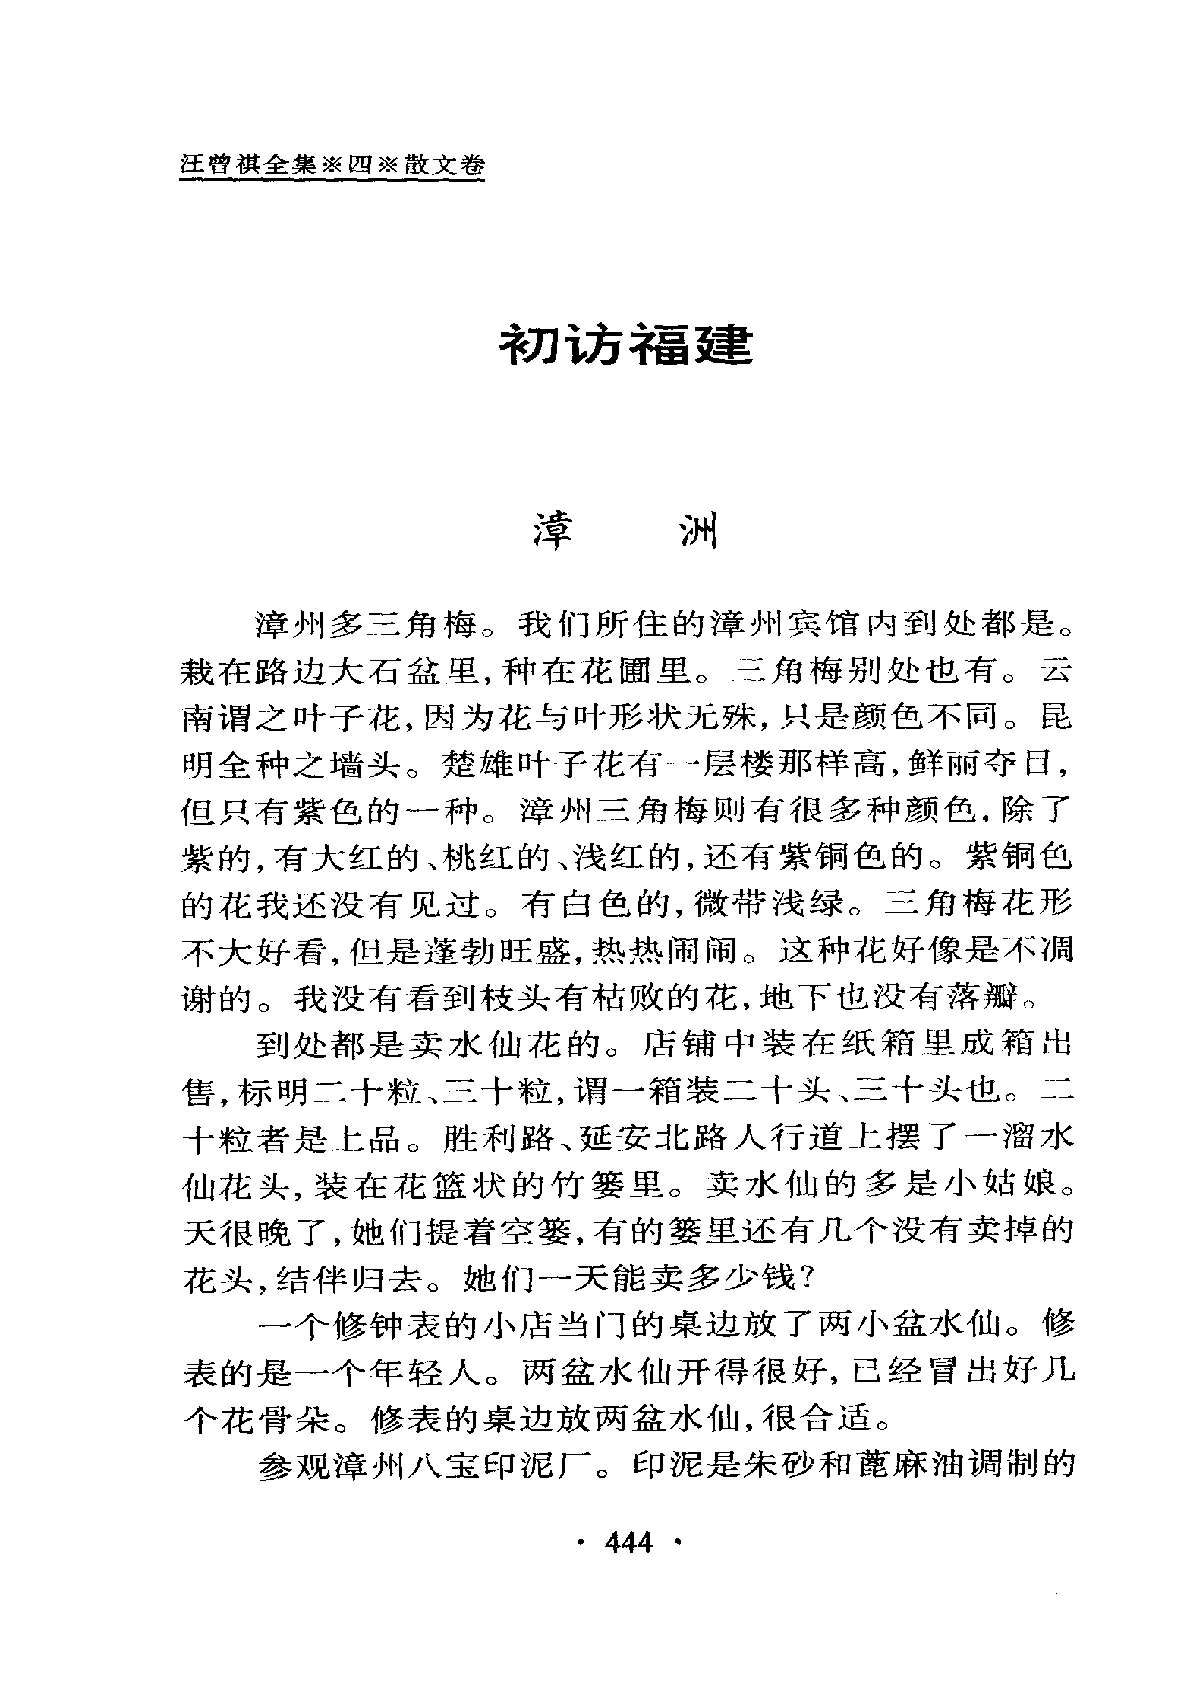 汪曾祺全集※四※散文卷
初访福建
漳 洲
漳州多三角梅。我们所住的漳州宾馆内到处都是。
栽在路边大石盆里,种在花圃里。三角梅别处也有。云
南谓之叶子花,因为花与叶形状无殊,只是颜色不同。昆
明全种之墙头。楚雄叶子花有一层楼那样高,鲜丽夺目,
但只有紫色的一种。漳州三角梅则有很多种颜色,除了
紫的,有大红的、桃红的、浅红的,还有紫铜色的。紫铜色
的花我还没有见过。有白色的,微带浅绿。三角梅花形
不大好看,但是蓬勃旺盛,热热闹闹。这种花好像是不凋
谢的。我没有看到枝头有枯败的花,地下也没有落瓣。
到处都是卖水仙花的。店铺中装在纸箱里成箱出
售,标明二十粒、三十粒,谓一箱装二十头、三十头也。二
十粒者是上品。胜利路、延安北路人行道上摆了一溜水
仙花头,装在花篮状的竹篓里。卖水仙的多是小姑娘。
天很晚了,她们提着空篓,有的篓里还有几个没有卖掉的
花头,结伴归去。她们一天能卖多少钱?
一个修钟表的小店当门的桌边放了两小盆水仙。修
表的是一个年轻人。两盆水仙开得很好,已经冒出好几
个花骨朵。修表的桌边放两盆水仙,很合适。
参观漳州八宝印泥厂。印泥是朱砂和蓖麻油调制的
· 444 ·